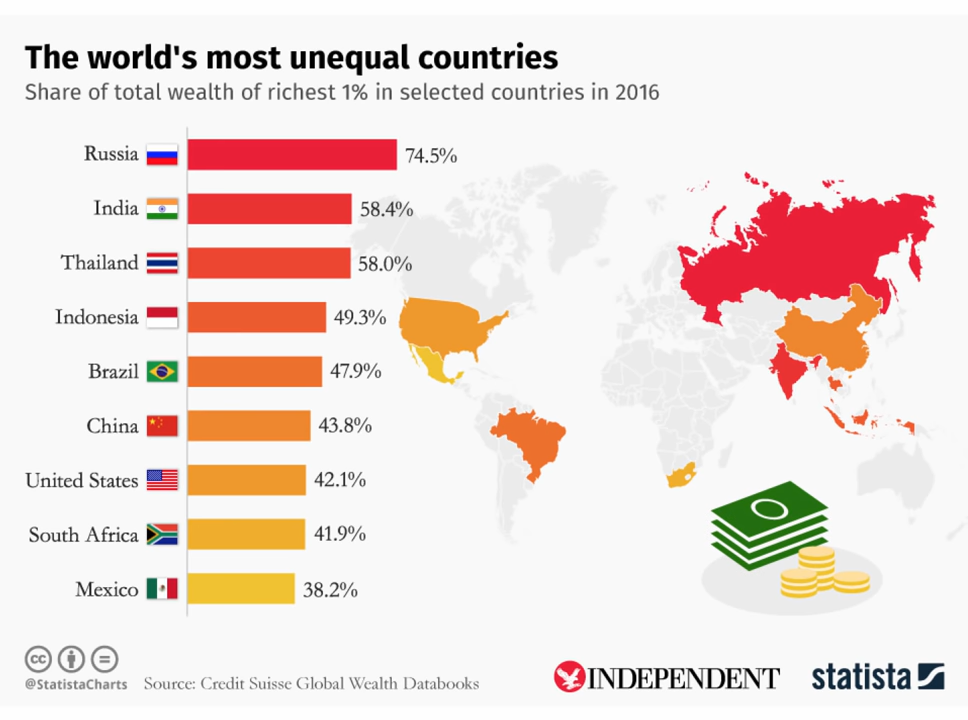 The world's most unequal countries
Share of total wealth of richest 1% in selected countries in 2016
Russia 74.5%
India 58.4%
Thailand 58.0%
Indonesia 49.3%
Brazil 47.9%
China 43.8%
United States 42.1%
South Africa 41.9%
Mexico 38.2%
cc
@StatistaCharts Source: Credit Suisse Global Wealth Databooks
INDEPENDENT
statista